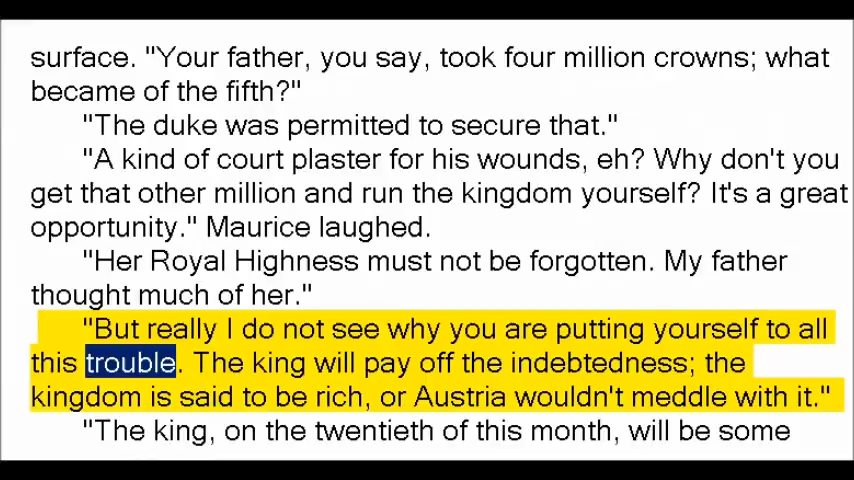 surface. "Your father, you say, took four million crowns; what
became of the fifth?"
"The duke was permitted to secure that."
"A kind of court plaster for his wounds, eh? Why don't you
get that other million and run the kingdom yourself? It's a great
opportunity." Maurice laughed.
"Her Royal Highness must not be forgotten. My father
thought much of her."
"But really I do not see why you are putting yourself to all
this trouble. The king will pay off the indebtedness; the
kingdom is said to be rich, or Austria wouldn't meddle with it."
"The king, on the twentieth of this month, will be some